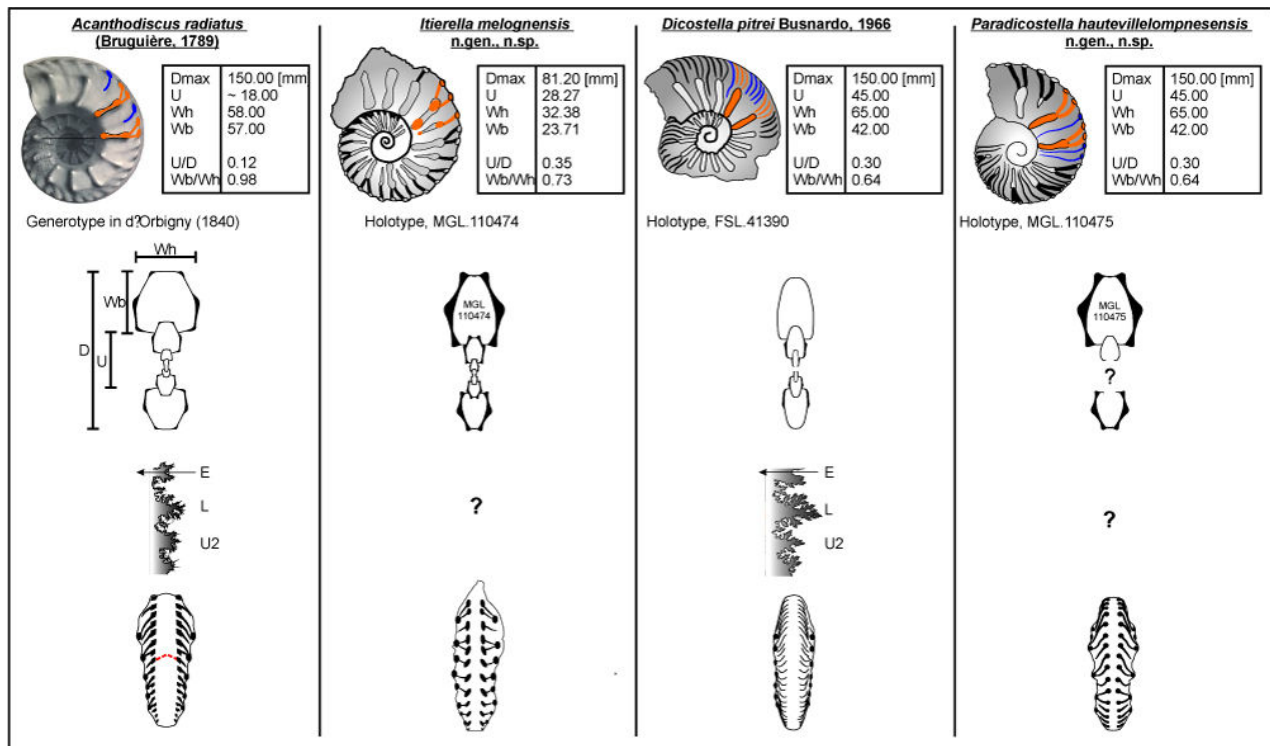 Acanthodiscus radiatus
(Bruguière, 1789)
Dmax 150.00 [mm]
U ~ 18.00
Wh 58.00
Wb 57.00
U/D 0.12
Wb/Wh 0.98
Generotype in d?Orbigny (1840)
Wh
Wb
D
U
E
L
U2
Itierella melognensis
n.gen., n.sp.
Dmax 81.20 [mm]
U 28.27
Wh 32.38
Wb 23.71
U/D 0.35
Wb/Wh 0.73
Holotype, MGL.110474
MGL
110474
?
Dicostella pitrei Busnardo, 1966
Dmax 150.00 [mm]
U 45.00
Wh 65.00
Wb 42.00
U/D 0.30
Wb/Wh 0.64
Holotype, FSL.41390
E
L
U2
Paradicostella hautevillelompnesensis
n.gen., n.sp.
Dmax 150.00 [mm]
U 45.00
Wh 65.00
Wb 42.00
U/D 0.30
Wb/Wh 0.64
Holotype, MGL.110475
MGL
110475
?
?